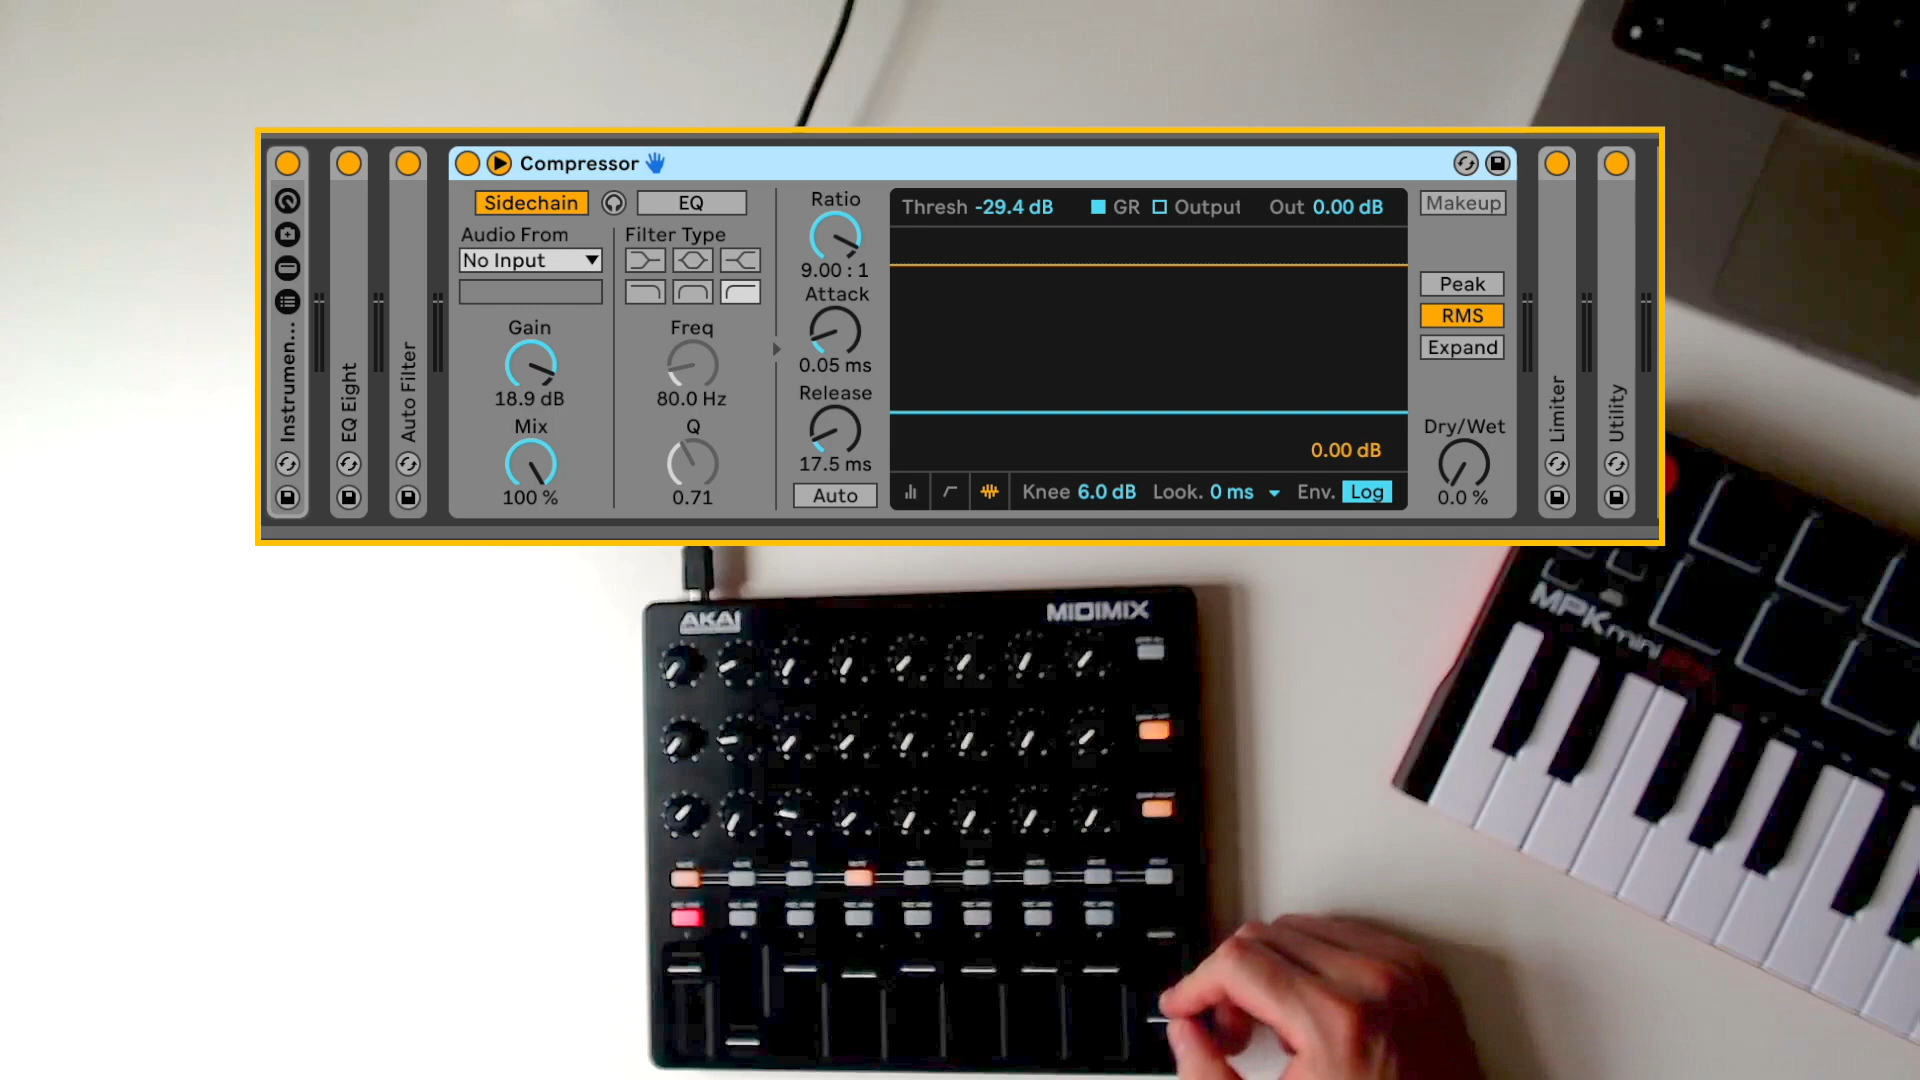 Compressor
Sidechain
EQ
Audio From
No Input
Filter Type
Gain
18.9 dB
Freq
80.0 Hz
Mix
100 %
Q
0.71
Ratio
9.00 : 1
Attack
0.05 ms
Release
17.5 ms
Auto
Thresh -29.4 dB
GR
Output
Out 0.00 dB
0.00 dB
Knee 6.0 dB
Look. 0 ms
Env. Log
Makeup
Peak
RMS
Expand
Dry/Wet
0.0 %
Instrumen...
EQ Eight
Auto Filter
Limiter
Utility
AKAI
MIDIMIX
MPK mini